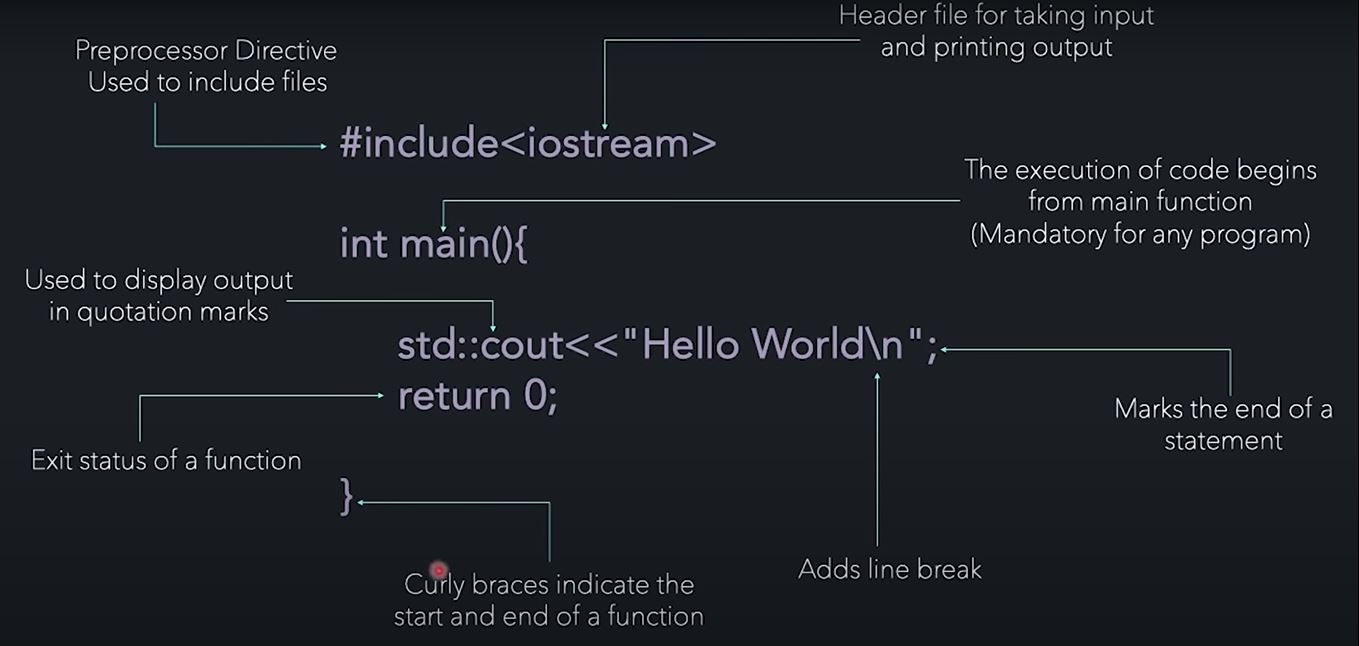 Header file for taking input
and printing output
Preprocessor Directive
Used to include files
#include<iostream>
The execution of code begins
from main function
(Mandatory for any program)
int main(){
Used to display output
in quotation marks
std::cout<<"Hello World\n";
return 0;
Marks the end of a
statement
Exit status of a function
}
Adds line break
Curly braces indicate the
start and end of a function